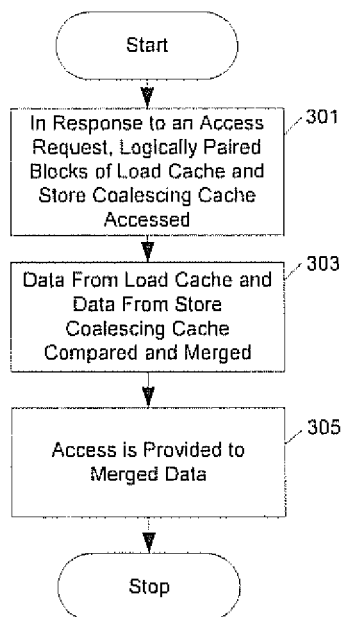 Start
In Response to an Access
Request, Logically Paired
Blocks of Load Cache and
Store Coalescing Cache
Accessed
301
Data From Load Cache and
Data From Store
Coalescing Cache
Compared and Merged
303
Access is Provided to
Merged Data
305
Stop